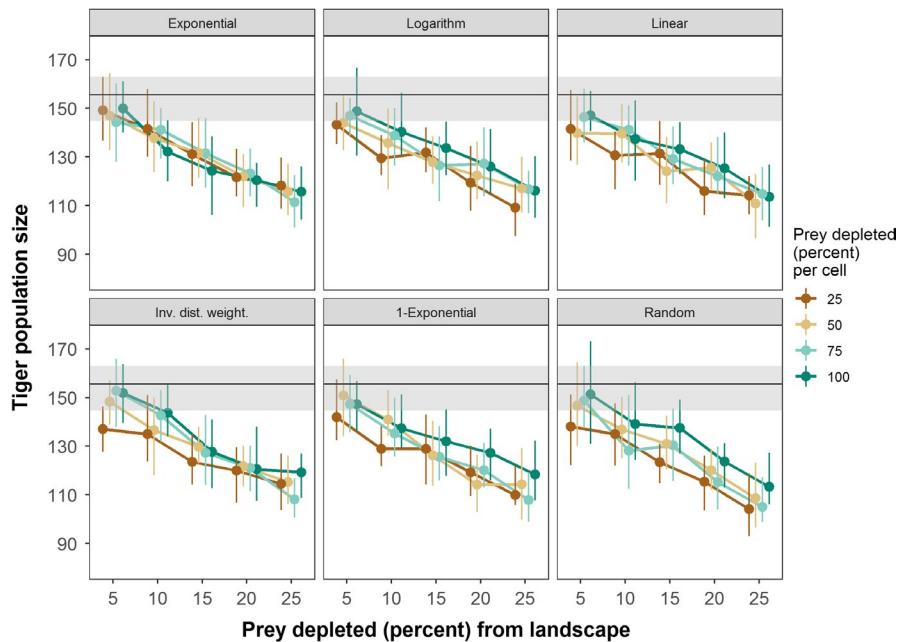 Exponential
Logarithm
Linear
170
150
130
110
90
Inv. dist. weight.
1-Exponential
Random
170
150
130
110
90
5 10 15 20 25
5 10 15 20 25
5 10 15 20 25
Tiger population size
Prey depleted (percent) from landscape
Prey depleted
(percent)
per cell
25
50
75
100